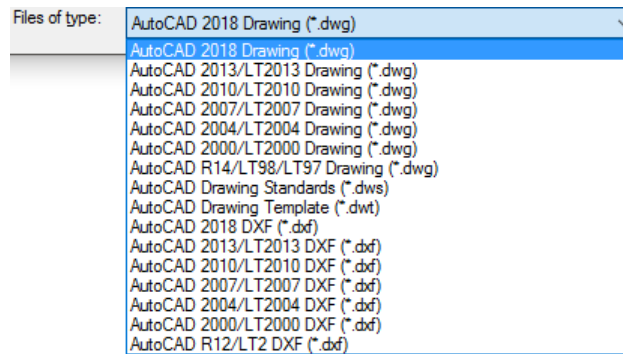 Files of type:
AutoCAD 2018 Drawing (*.dwg)
AutoCAD 2018 Drawing (*.dwg)
AutoCAD 2013/LT2013 Drawing (*.dwg)
AutoCAD 2010/LT2010 Drawing (*.dwg)
AutoCAD 2007/LT2007 Drawing (*.dwg)
AutoCAD 2004/LT2004 Drawing (*.dwg)
AutoCAD 2000/LT2000 Drawing (*.dwg)
AutoCAD R14/LT98/LT97 Drawing (*.dwg)
AutoCAD Drawing Standards (*.dws)
AutoCAD Drawing Template (*.dwt)
AutoCAD 2018 DXF (*.dxf)
AutoCAD 2013/LT2013 DXF (*.dxf)
AutoCAD 2010/LT2010 DXF (*.dxf)
AutoCAD 2007/LT2007 DXF (*.dxf)
AutoCAD 2004/LT2004 DXF (*.dxf)
AutoCAD 2000/LT2000 DXF (*.dxf)
AutoCAD R12/LT2 DXF (*.dxf)